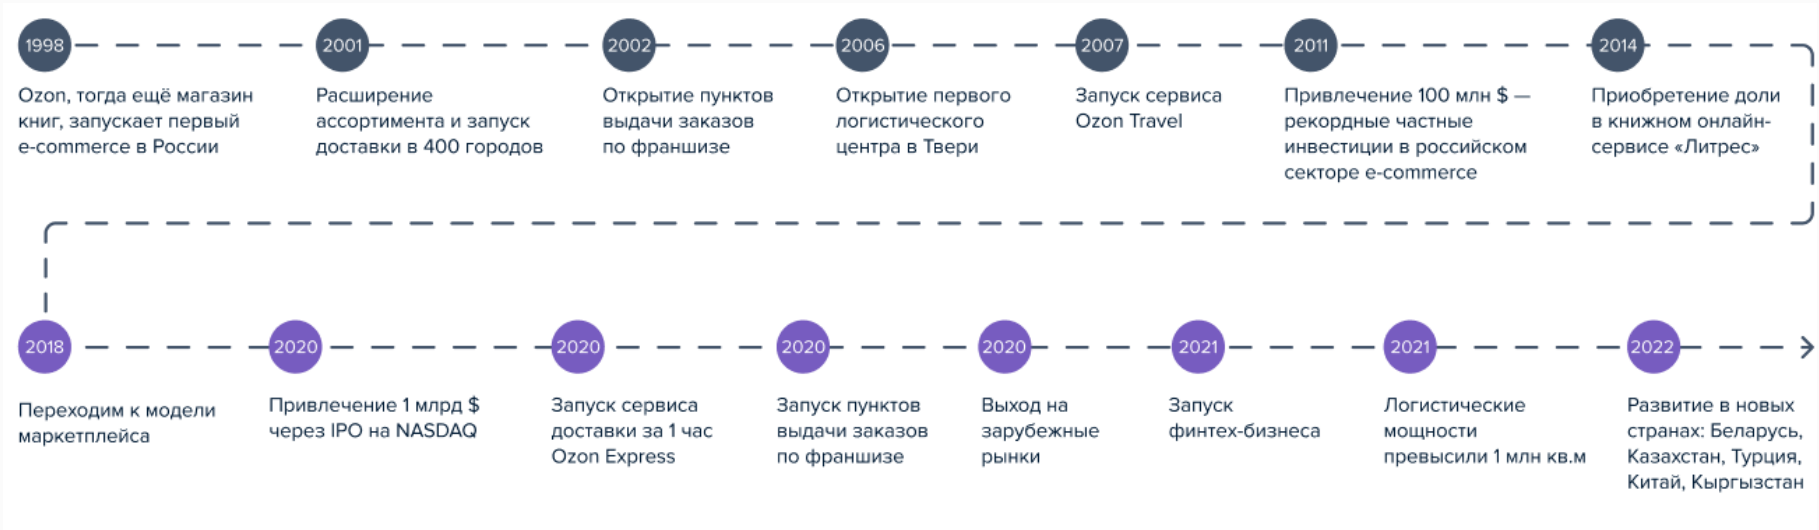 1998
Ozon, тогда ещё магазин
книг, запускает первый
e-commerce в России
2001
Расширение
ассортимента и запуск
доставки в 400 городов
2002
Открытие пунктов
выдачи заказов
по франшизе
2006
Открытие первого
логистического
центра в Твери
2007
Запуск сервиса
Ozon Travel
2011
Привлечение 100 млн $ —
рекордные частные
инвестиции в российском
секторе e-commerce
2014
Приобретение доли
в книжном онлайн-
сервисе «Литрес»
2018
Переходим к модели
маркетплейса
2020
Привлечение 1 млрд $
через IPO на NASDAQ
2020
Запуск сервиса
доставки за 1 час
Ozon Express
2020
Запуск пунктов
выдачи заказов
по франшизе
2020
Выход на
зарубежные
рынки
2021
Запуск
финтех-бизнеса
2021
Логистические
мощности
превысили 1 млн кв.м
2022
Развитие в новых
странах: Беларусь,
Казахстан, Турция,
Китай, Кыргызстан